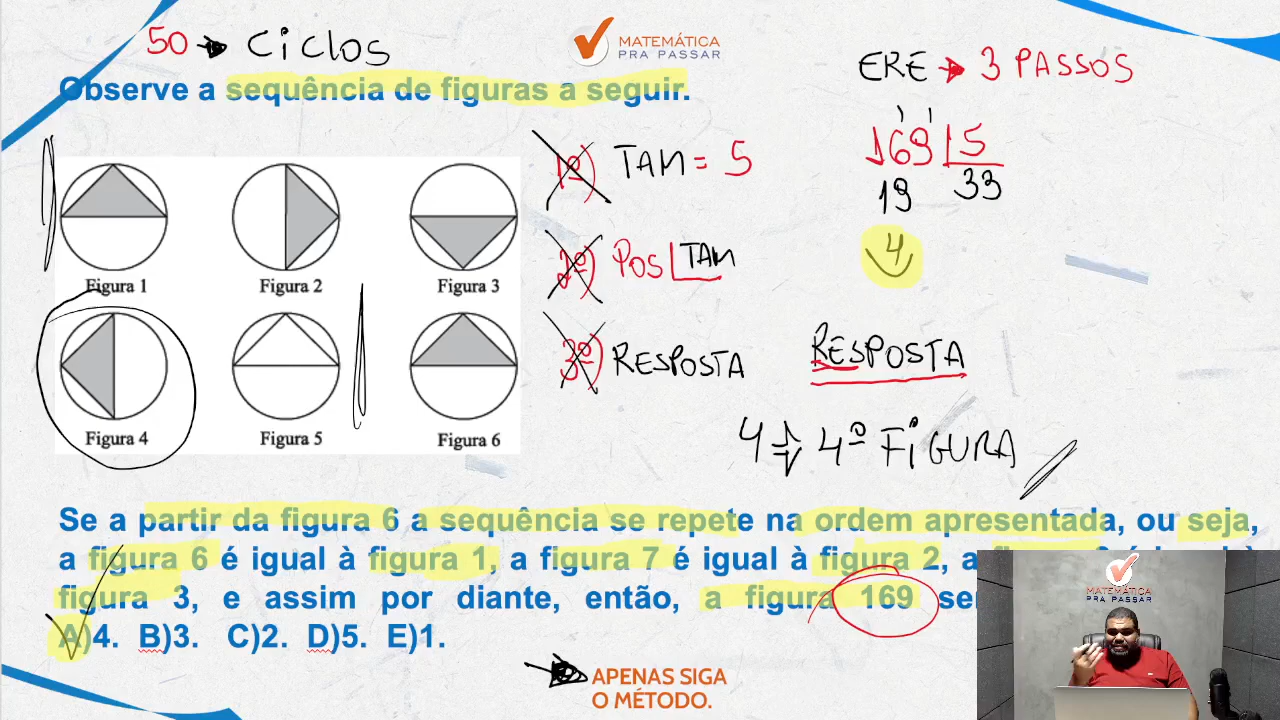 50 → CICLOS
MATEMÁTICA
PRA PASSAR
ERE → 3 PASSOS
Observe a sequência de figuras a seguir.
169 5
19 33
4
1º) TAM = 5
2º) POS TAM
3º) RESPOSTA
RESPOSTA
4 → 4º FIGURA
Figura 1 Figura 2 Figura 3
Figura 4 Figura 5 Figura 6
Se a partir da figura 6 a sequência se repete na ordem apresentada, ou seja,
a figura 6 é igual à figura 1, a figura 7 é igual à figura 2, a
figura 3, e assim por diante, então, a figura 169
A)4. B)3. C)2. D)5. E)1.
APENAS SIGA
O MÉTODO.
MATEMÁTICA
PRA PASSAR